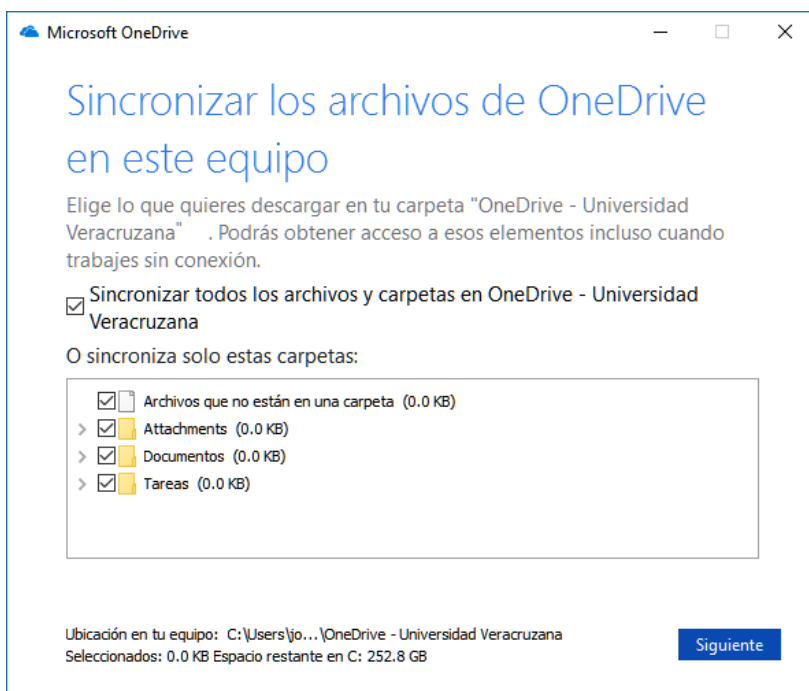 Microsoft OneDrive
Sincronizar los archivos de OneDrive
en este equipo
Elige lo que quieres descargar en tu carpeta "OneDrive - Universidad
Veracruzana" . Podrás obtener acceso a esos elementos incluso cuando
trabajes sin conexión.
Sincronizar todos los archivos y carpetas en OneDrive - Universidad
Veracruzana
O sincroniza solo estas carpetas:
Archivos que no están en una carpeta (0.0 KB)
Attachments (0.0 KB)
Documentos (0.0 KB)
Tareas (0.0 KB)
Ubicación en tu equipo: C:\Users\jo...\OneDrive - Universidad Veracruzana
Seleccionados: 0.0 KB Espacio restante en C: 252.8 GB
Siguiente